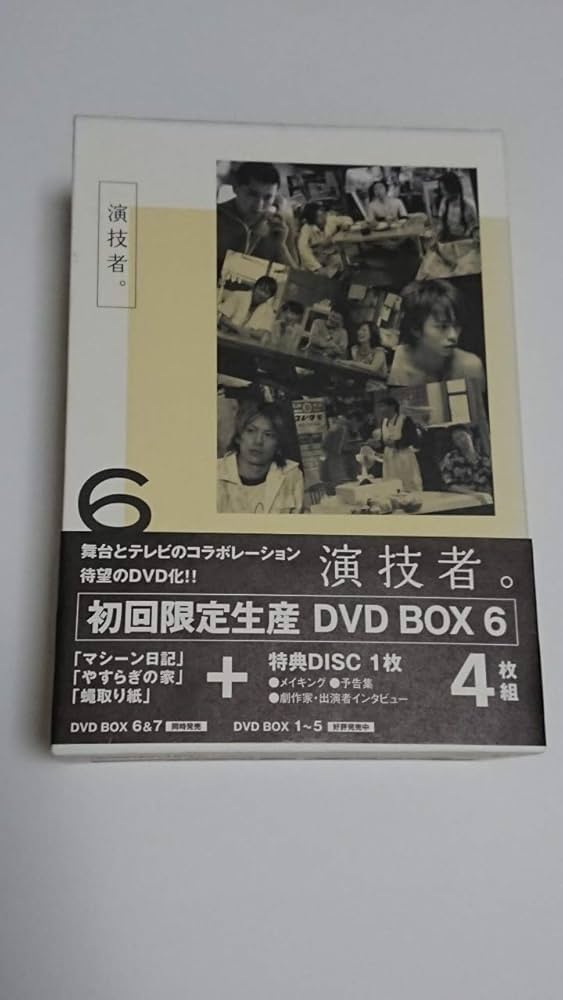 演技者。
6
舞台とテレビのコラボレーション
待望のDVD化!!
演技者。
初回限定生産 DVD BOX 6
「マシーン日記」
「やすらぎの家」
「蠅取り紙」
+
特典DISC 1枚
●メイキング ●予告集
●劇作家・出演者インタビュー
4枚組
DVD BOX 6&7 同時発売
DVD BOX 1〜5 好評発売中